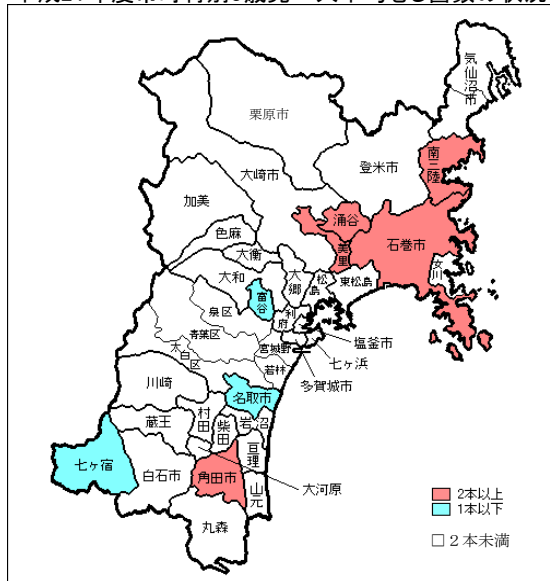 気仙沼市
栗原市
南三陸
登米市
大崎市
加美
涌谷
石巻市
色麻
美里
女川
大衡
大和
大郷
松島
東松島
富谷
利府
泉区
青葉区
塩釜市
宮城野
太白区
七ヶ浜
若林
川崎
多賀城市
名取市
蔵王
村田
柴田
岩沼
亘理
七ヶ宿
白石市
角田市
山元
大河原
丸森
2本以上
1本以下
２本未満